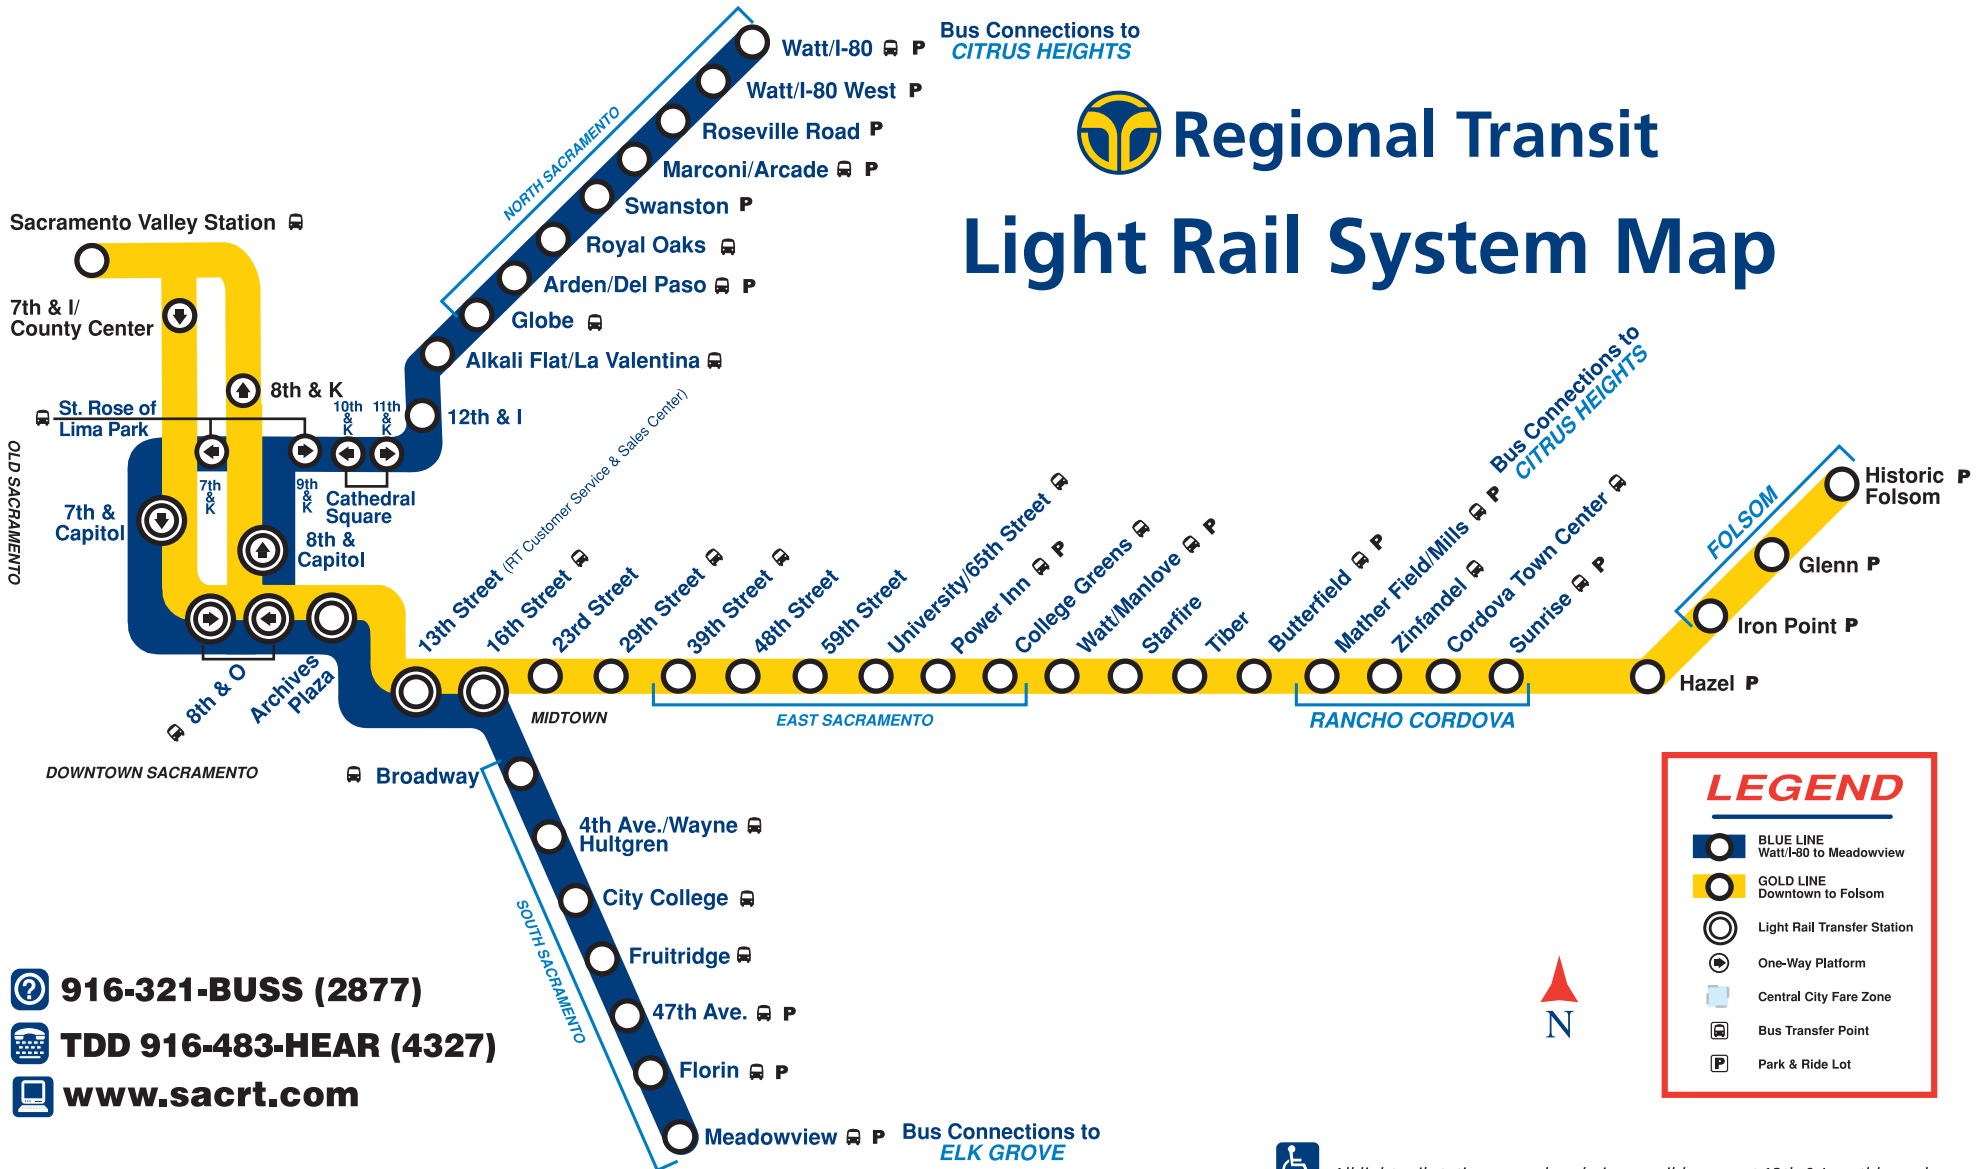 Regional Transit
Light Rail System Map
Bus Connections to
CITRUS HEIGHTS
Watt/I-80 P
Watt/I-80 West P
Roseville Road P
Marconi/Arcade P
Swanston P
Royal Oaks
Arden/Del Paso P
Globe
Alkali Flat/La Valentina
12th & I
NORTH SACRAMENTO
Sacramento Valley Station
7th & I/
County Center
8th & K
St. Rose of
Lima Park
10th
&
K
11th
&
K
7th
&
K
9th
&
K
Cathedral
Square
OLD SACRAMENTO
7th &
Capitol
8th &
Capitol
8th & O
Archives
Plaza
DOWNTOWN SACRAMENTO
13th Street (RT Customer Service & Sales Center)
16th Street
23rd Street
29th Street
39th Street
48th Street
59th Street
University/65th Street
Power Inn P
College Greens
Watt/Manlove P
Starfire
Tiber
Butterfield P
Mather Field/Mills P
Bus Connections to
CITRUS HEIGHTS
Zinfandel
Cordova Town Center
Sunrise P
Hazel P
Iron Point P
Glenn P
Historic P
Folsom
FOLSOM
MIDTOWN
EAST SACRAMENTO
RANCHO CORDOVA
Broadway
4th Ave./Wayne
Hultgren
City College
Fruitridge
47th Ave. P
Florin P
Meadowview P
SOUTH SACRAMENTO
Bus Connections to
ELK GROVE
? 916-321-BUSS (2877)
TDD 916-483-HEAR (4327)
www.sacrt.com
N
LEGEND
BLUE LINE
Watt/I-80 to Meadowview
GOLD LINE
Downtown to Folsom
Light Rail Transfer Station
One-Way Platform
Central City Fare Zone
Bus Transfer Point
P Park & Ride Lot